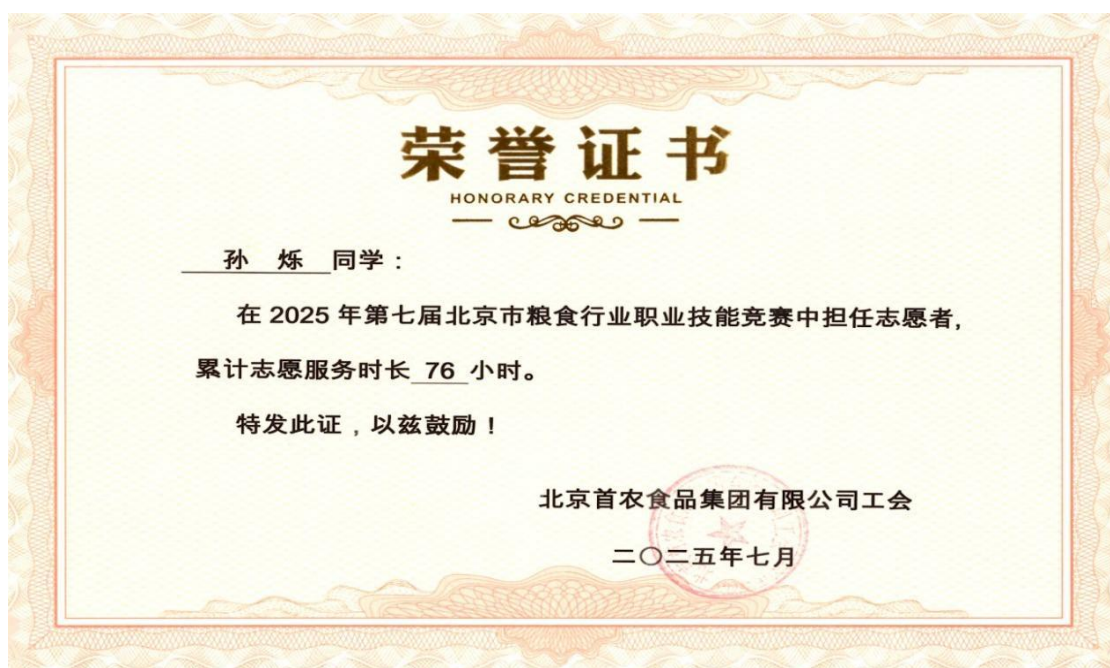 荣誉证书
HONORARY CREDENTIAL
孙 烁 同学：
在 2025 年第七届北京市粮食行业职业技能竞赛中担任志愿者,
累计志愿服务时长 76 小时。
特发此证，以兹鼓励！
北京首农食品集团有限公司工会
二〇二五年七月